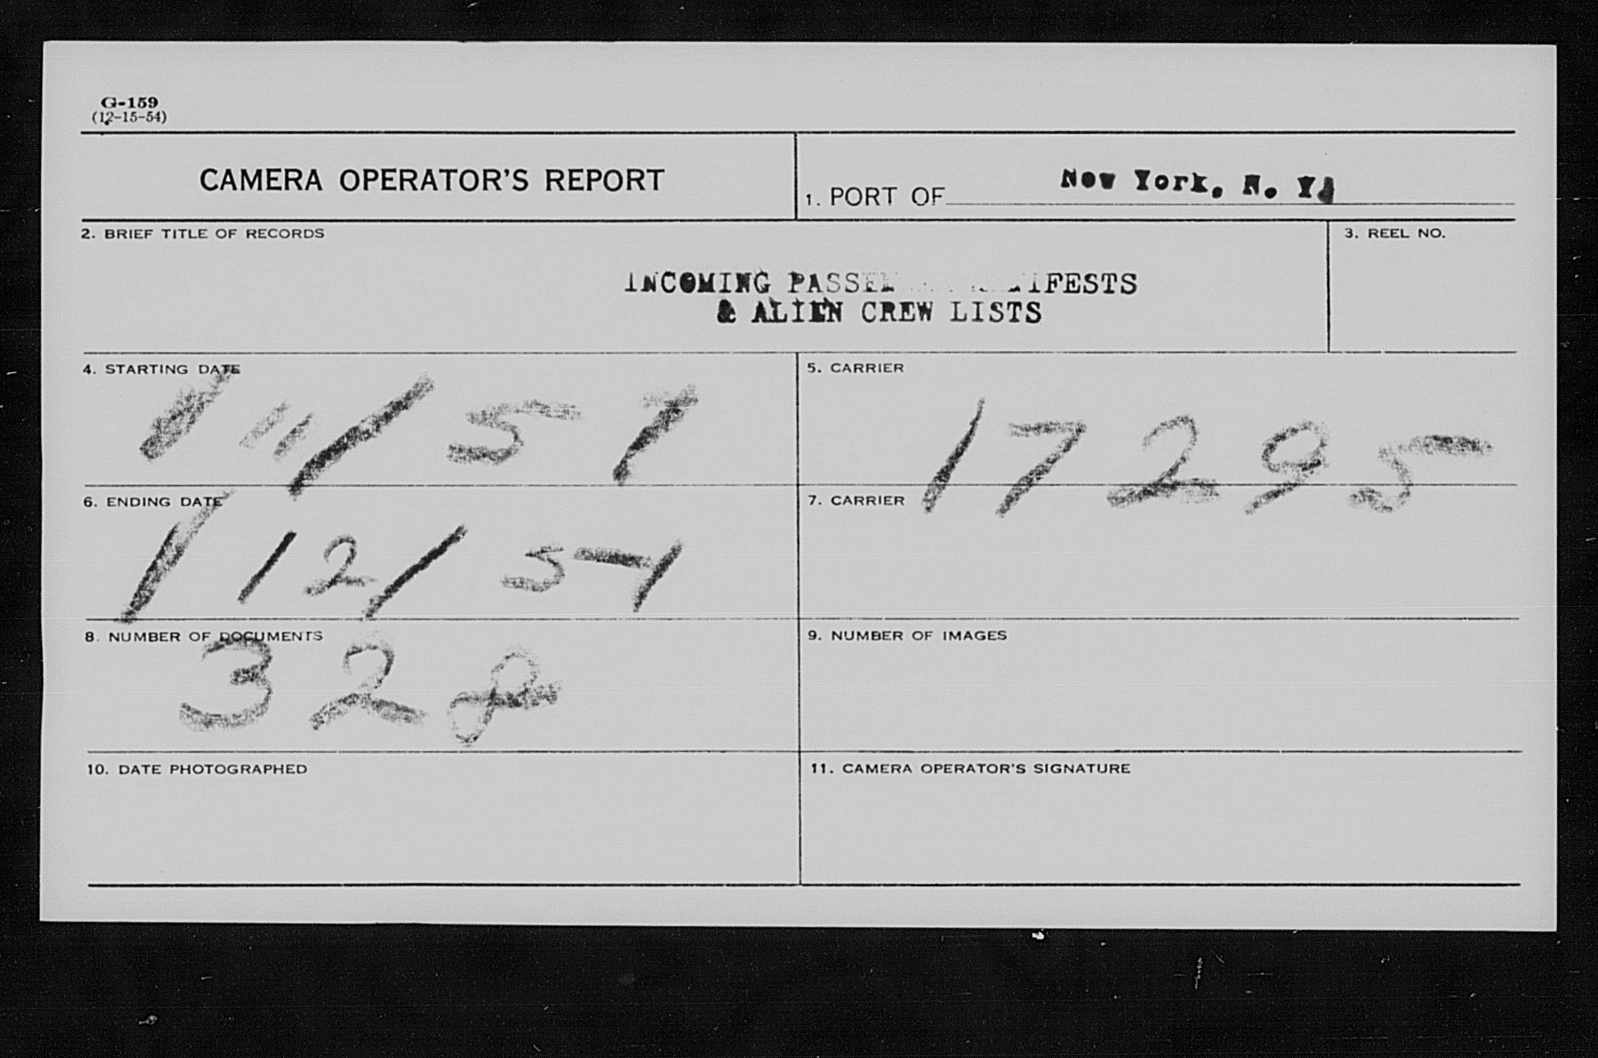 G-159
(12-15-54)
CAMERA OPERATOR'S REPORT
1. PORT OF New York, N. Y.
2. BRIEF TITLE OF RECORDS
3. REEL NO.
INCOMING PASSE IFESTS
& ALIEN CREW LISTS
4. STARTING DATE
1/11/57
5. CARRIER
17295
6. ENDING DATE
1/12/57
7. CARRIER
8. NUMBER OF DOCUMENTS
328
9. NUMBER OF IMAGES
10. DATE PHOTOGRAPHED
11. CAMERA OPERATOR'S SIGNATURE